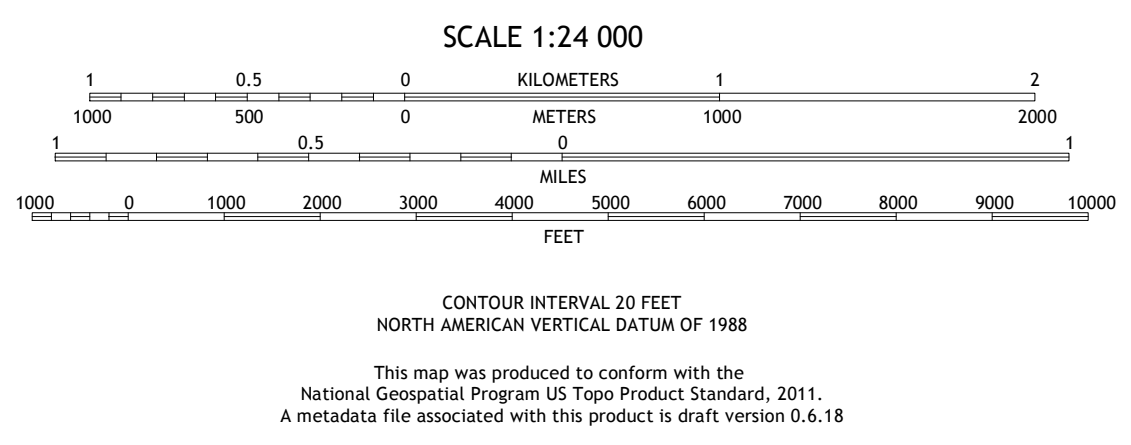 SCALE 1:24 000
1 0.5 0 KILOMETERS 1 2
1000 500 0 METERS 1000 2000
1 0.5 0 1
MILES
1000 0 1000 2000 3000 4000 5000 6000 7000 8000 9000 10000
FEET
CONTOUR INTERVAL 20 FEET
NORTH AMERICAN VERTICAL DATUM OF 1988
This map was produced to conform with the
National Geospatial Program US Topo Product Standard, 2011.
A metadata file associated with this product is draft version 0.6.18